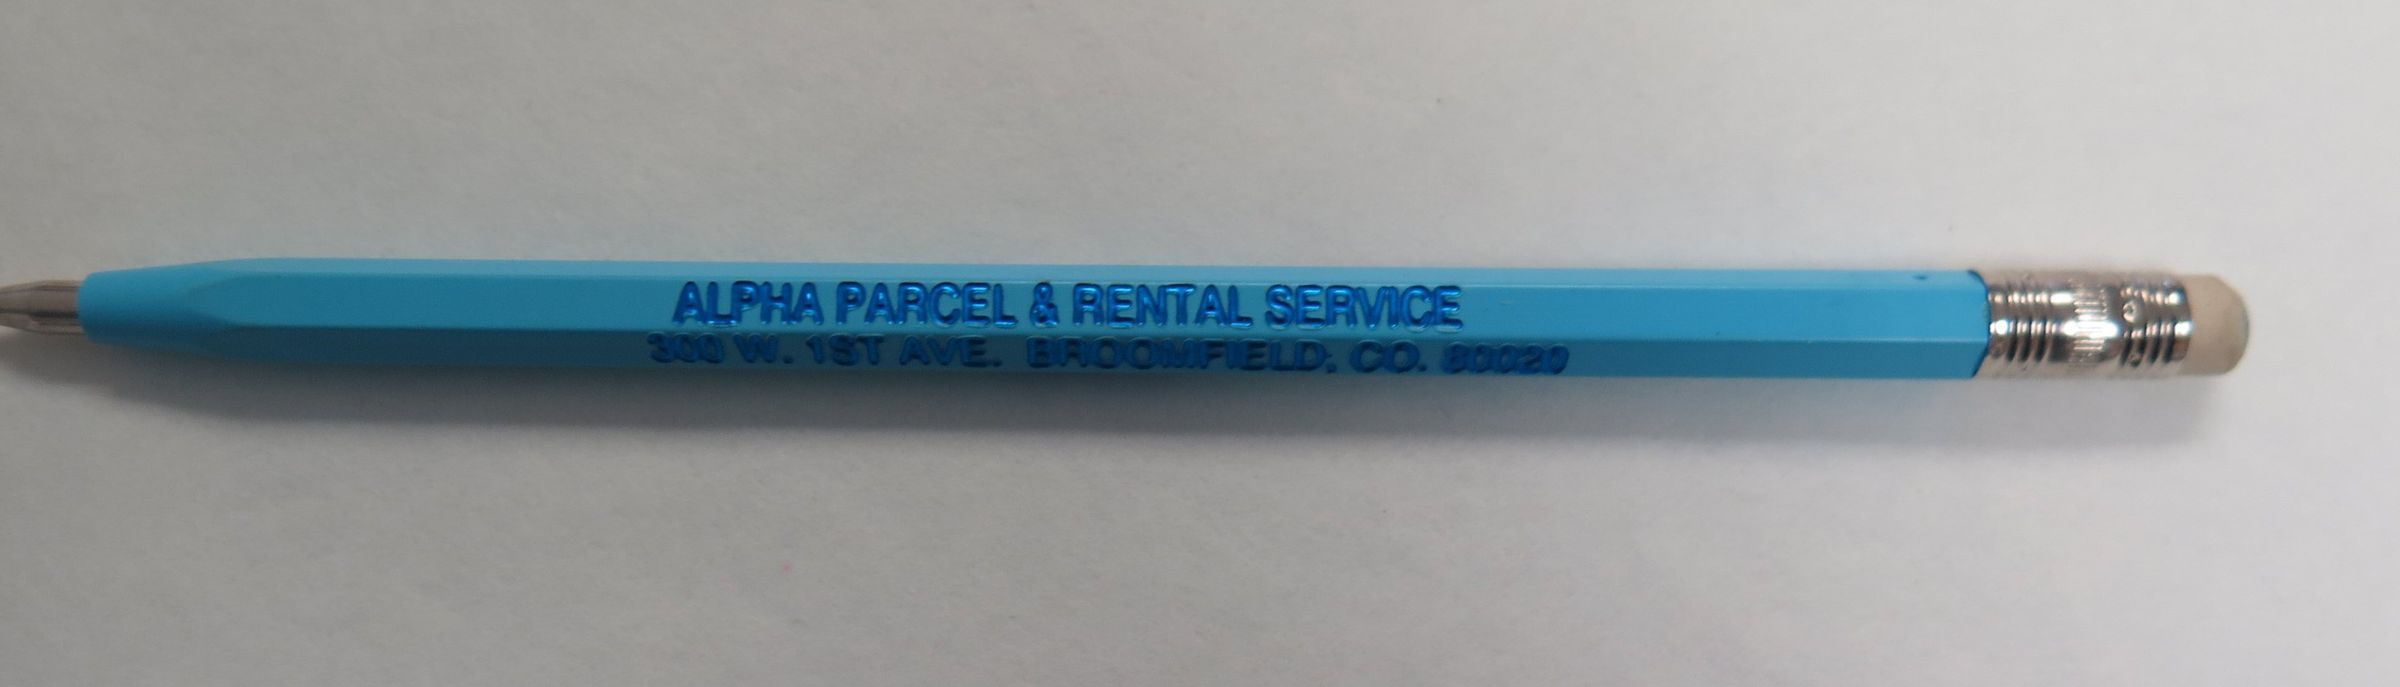 ALPHA PARCEL & RENTAL SERVICE
300 W. 1ST AVE. BROOMFIELD, CO. 80020